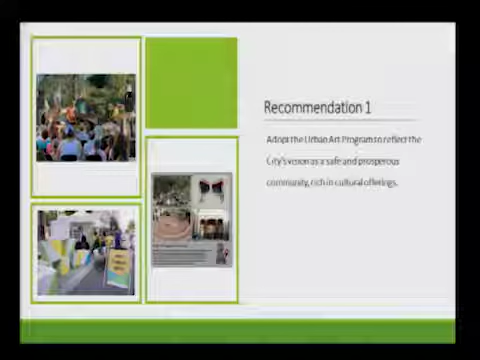 Recommendation 1
Adopt the Urban Art Program to reflect the
City's vision as a safe and prosperous
community, rich in cultural offerings.